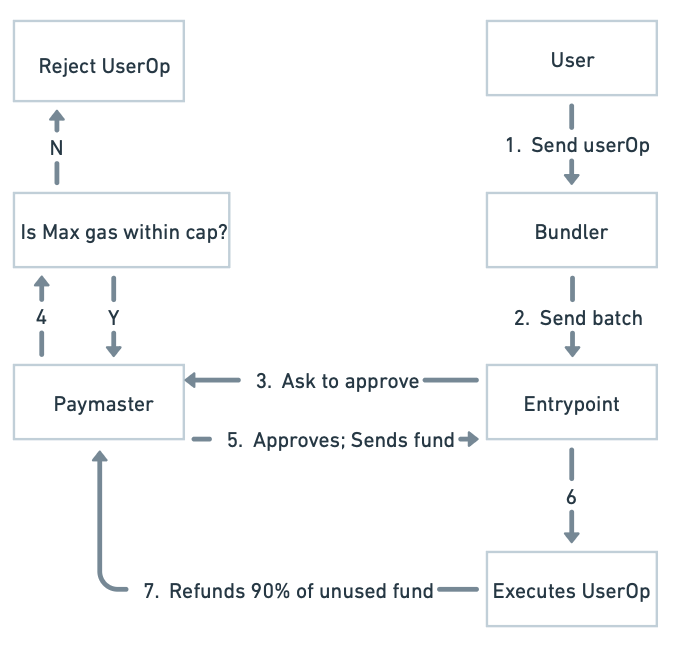 Reject UserOp
User
N
1. Send userOp
Is Max gas within cap?
Bundler
4
Y
2. Send batch
Paymaster
3. Ask to approve
Entrypoint
5. Approves; Sends fund
6
7. Refunds 90% of unused fund
Executes UserOp